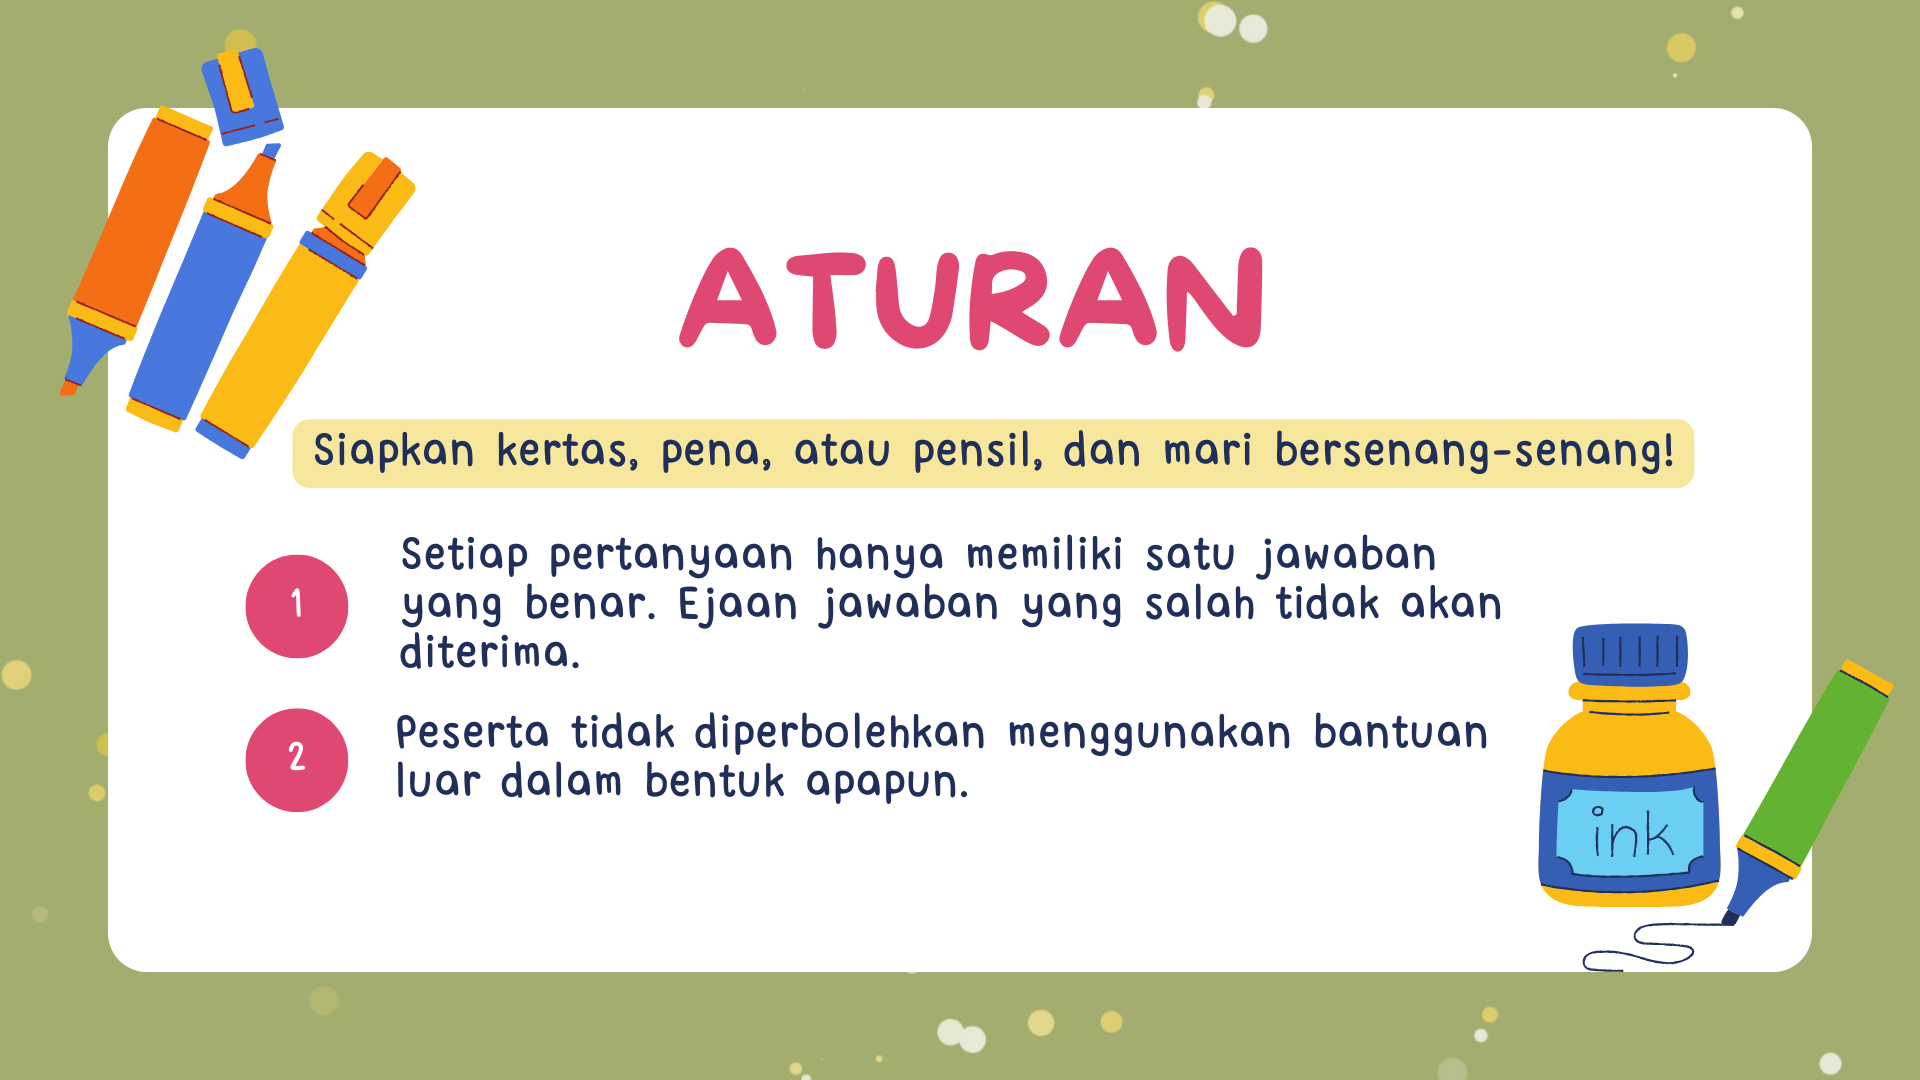 ATURAN
Siapkan kertas, pena, atau pensil, dan mari bersenang-senang!
1
Setiap pertanyaan hanya memiliki satu jawaban
yang benar. Ejaan jawaban yang salah tidak akan
diterima.
2
Peserta tidak diperbolehkan menggunakan bantuan
luar dalam bentuk apapun.
ink